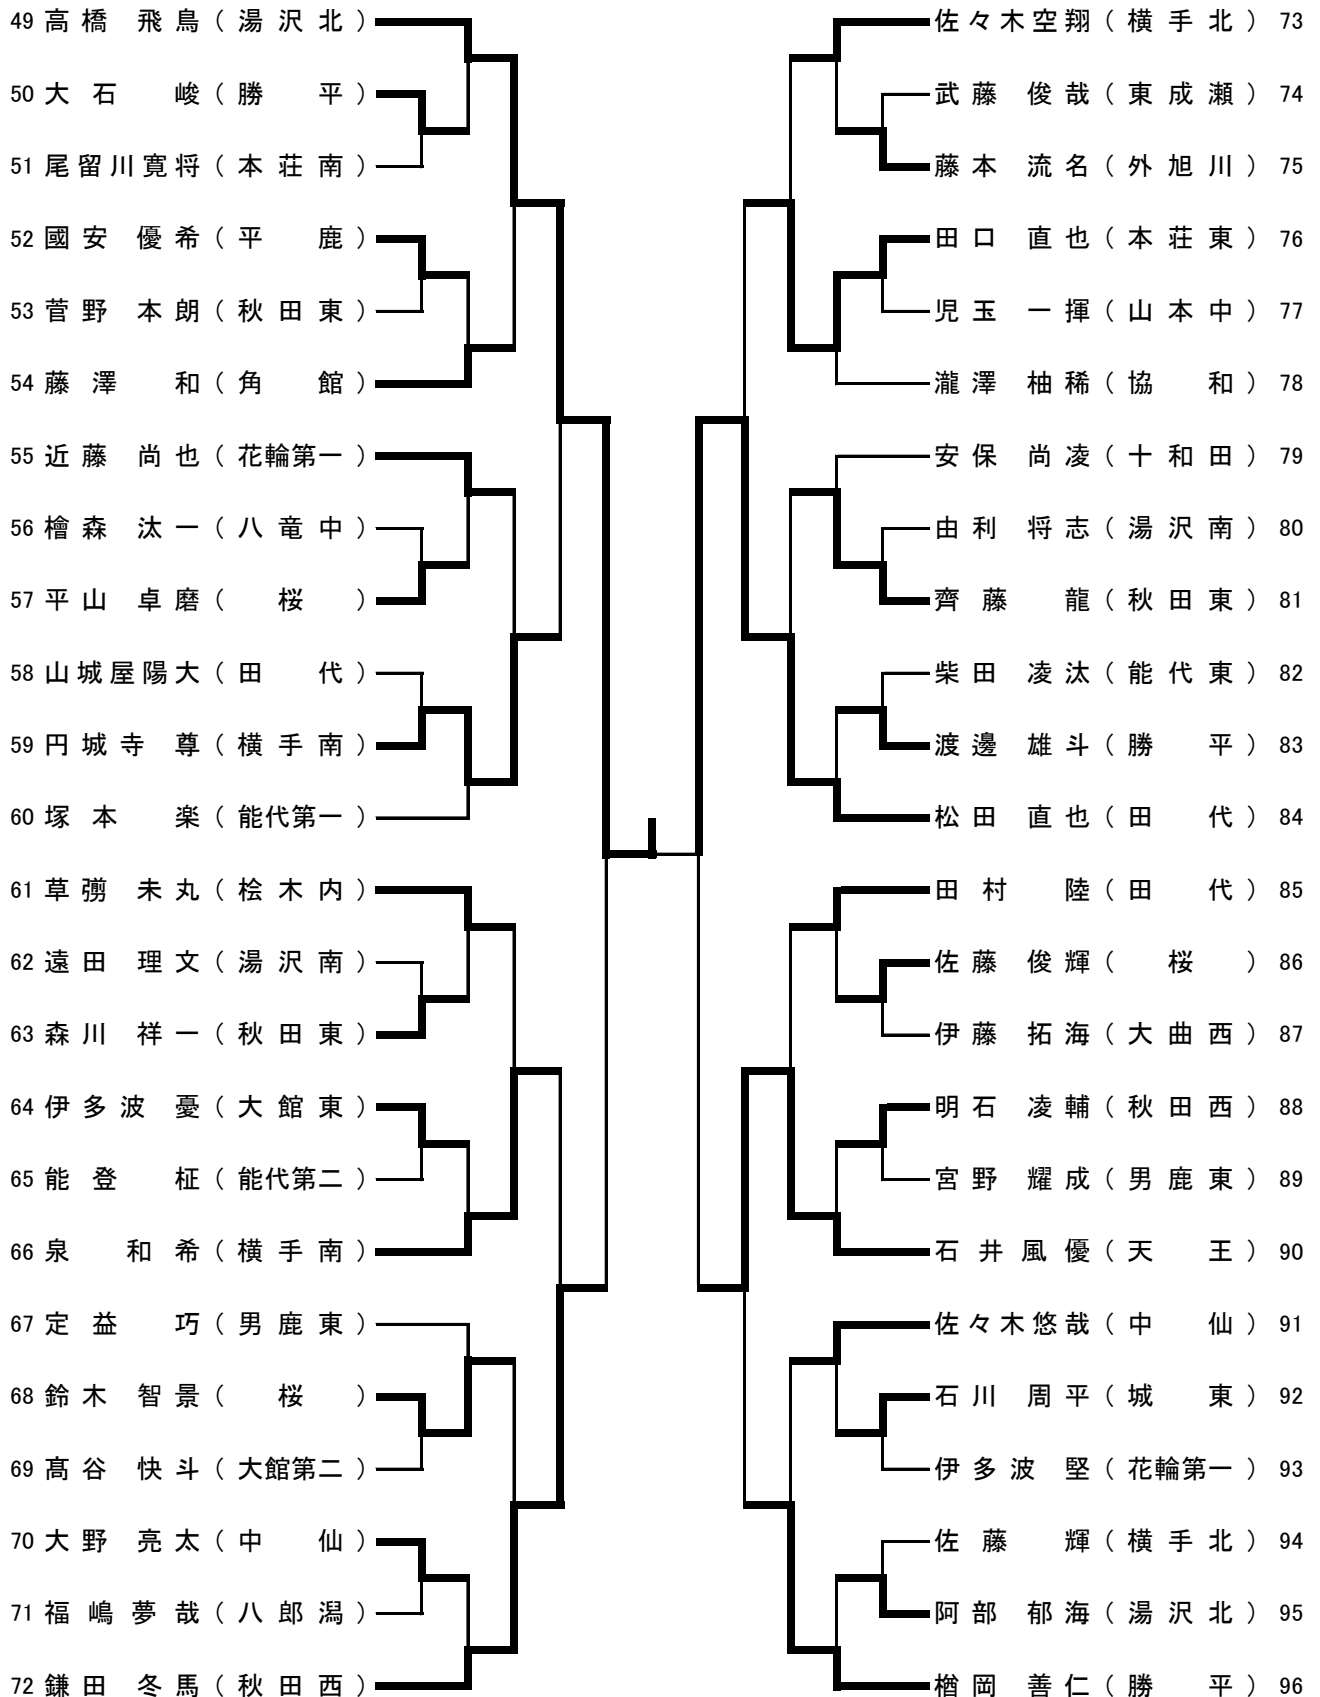 49 高橋 飛鳥 ( 湯沢北 )
50 大石 峻 ( 勝平 )
51 尾留川寛将 ( 本荘南 )
52 國安 優希 ( 平鹿 )
53 菅野 本朗 ( 秋田東 )
54 藤澤 和 ( 角館 )
55 近藤 尚也 ( 花輪第一 )
56 檜森 汰一 ( 八竜中 )
57 平山 卓磨 ( 桜 )
58 山城屋陽大 ( 田代 )
59 円城寺 尊 ( 横手南 )
60 塚本 楽 ( 能代第一 )
61 草彅 未丸 ( 桧木内 )
62 遠田 理文 ( 湯沢南 )
63 森川 祥一 ( 秋田東 )
64 伊多波 憂 ( 大館東 )
65 能登 柾 ( 能代第二 )
66 泉 和希 ( 横手南 )
67 定益 巧 ( 男鹿東 )
68 鈴木 智景 ( 桜 )
69 髙谷 快斗 ( 大館第二 )
70 大野 亮太 ( 中仙 )
71 福嶋 夢哉 ( 八郎潟 )
72 鎌田 冬馬 ( 秋田西 )
佐々木空翔 ( 横手北 ) 73
武藤 俊哉 ( 東成瀬 ) 74
藤本 流名 ( 外旭川 ) 75
田口 直也 ( 本荘東 ) 76
児玉 一揮 ( 山本中 ) 77
瀧澤 柚稀 ( 協和 ) 78
安保 尚凌 ( 十和田 ) 79
由利 将志 ( 湯沢南 ) 80
齊藤 龍 ( 秋田東 ) 81
柴田 凌汰 ( 能代東 ) 82
渡邊 雄斗 ( 勝平 ) 83
松田 直也 ( 田代 ) 84
田村 陸 ( 田代 ) 85
佐藤 俊輝 ( 桜 ) 86
伊藤 拓海 ( 大曲西 ) 87
明石 凌輔 ( 秋田西 ) 88
宮野 耀成 ( 男鹿東 ) 89
石井 風優 ( 天王 ) 90
佐々木悠哉 ( 中仙 ) 91
石川 周平 ( 城東 ) 92
伊多波 堅 ( 花輪第一 ) 93
佐藤 輝 ( 横手北 ) 94
阿部 郁海 ( 湯沢北 ) 95
楢岡 善仁 ( 勝平 ) 96